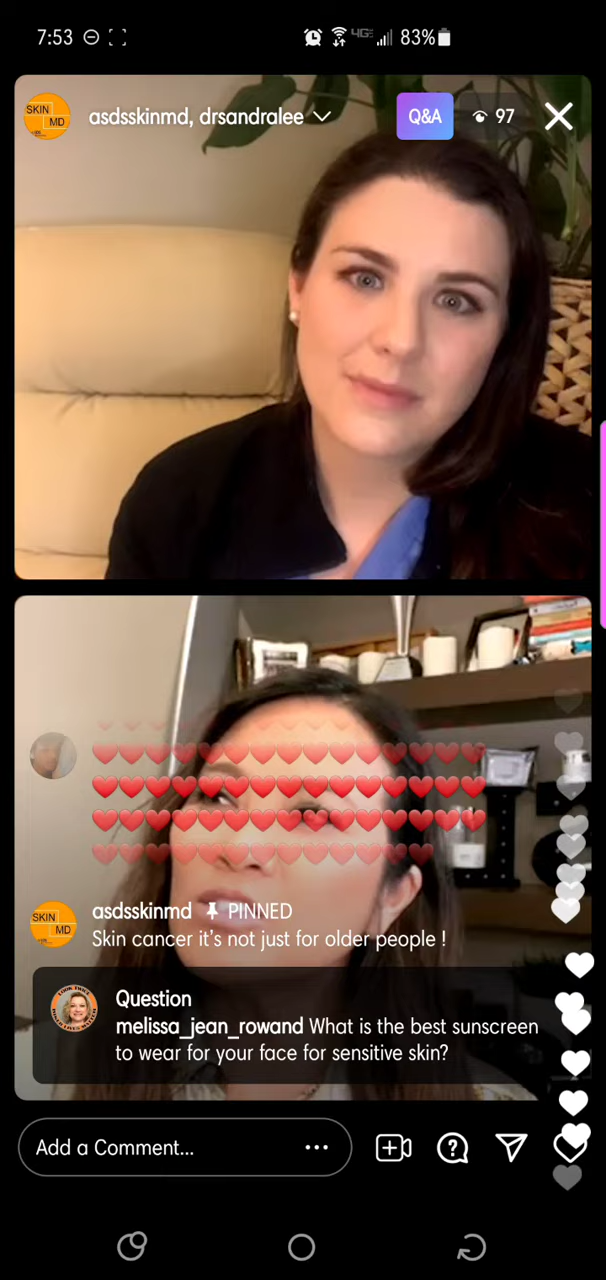 7:53
4GE 83%
SKIN
MD
asdsskinmd, drsandralee
Q&A
97
asdsskinmd PINNED
SKIN
MD
Skin cancer it's not just for older people !
Question
melissa_jean_rowand What is the best sunscreen
to wear for your face for sensitive skin?
Add a Comment...